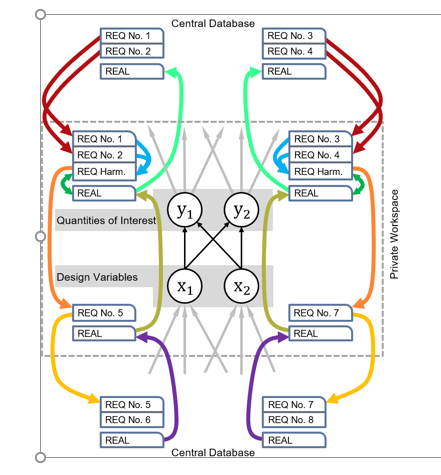 Central Database
REQ No. 1
REQ No. 2
REAL
REQ No. 3
REQ No. 4
REAL
REQ No. 1
REQ No. 2
REQ Harm.
REAL
REQ No. 3
REQ No. 4
REQ Harm.
REAL
y1 y2
Quantities of Interest
Private Workspace
Design Variables
x1 x2
REQ No. 5
REAL
REQ No. 7
REAL
REQ No. 5
REQ No. 6
REAL
REQ No. 7
REQ No. 8
REAL
Central Database